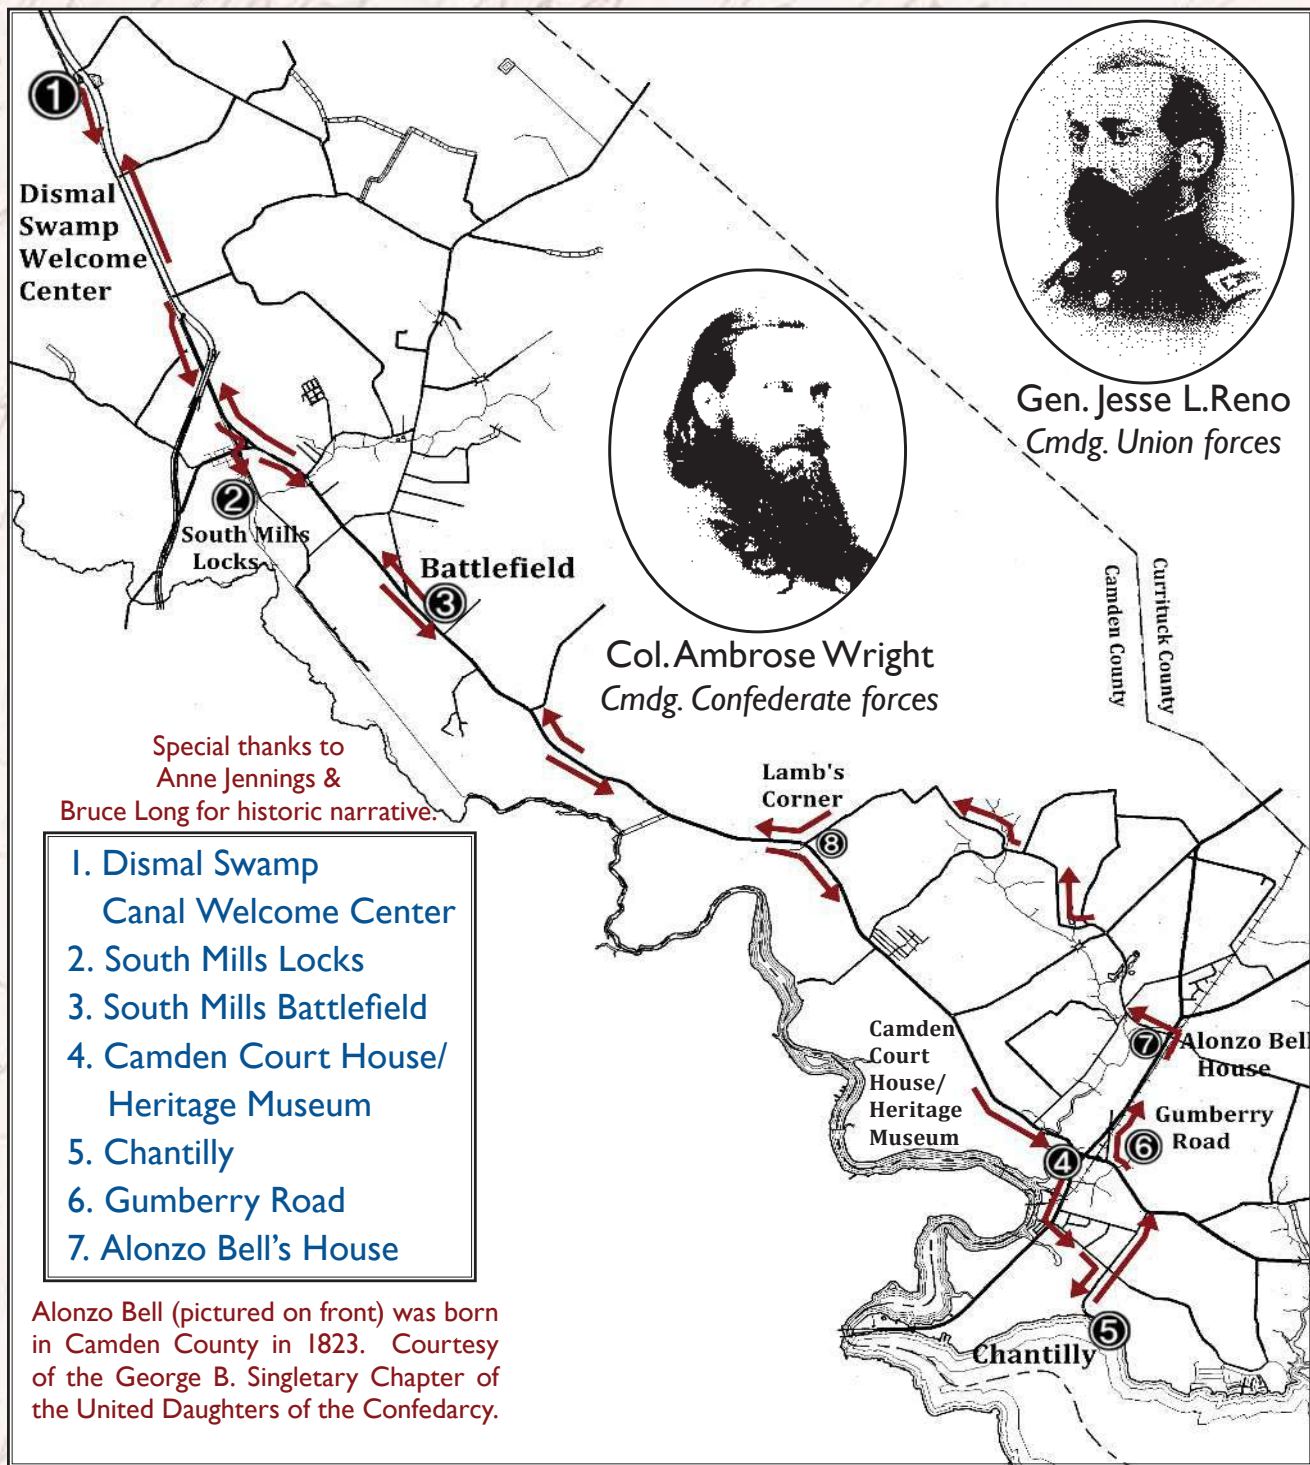 1
Dismal
Swamp
Welcome
Center
2
South Mills
Locks
Battlefield
3
Gen. Jesse L.Reno
Cmdg. Union forces
Col. Ambrose Wright
Cmdg. Confederate forces
Camden County
Currituck County
Lamb's
Corner
8
Camden
Court
House/
Heritage
Museum
4
7
Alonzo Bell
House
Gumberry
Road
6
5
Chantilly
Special thanks to
Anne Jennings &
Bruce Long for historic narrative.
1. Dismal Swamp
Canal Welcome Center
2. South Mills Locks
3. South Mills Battlefield
4. Camden Court House/
Heritage Museum
5. Chantilly
6. Gumberry Road
7. Alonzo Bell's House
Alonzo Bell (pictured on front) was born
in Camden County in 1823. Courtesy
of the George B. Singletary Chapter of
the United Daughters of the Confedarcy.